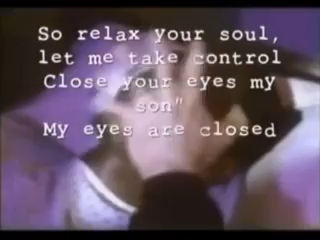 So relax your soul,
let me take control
Close your eyes my
son"
My eyes are closed